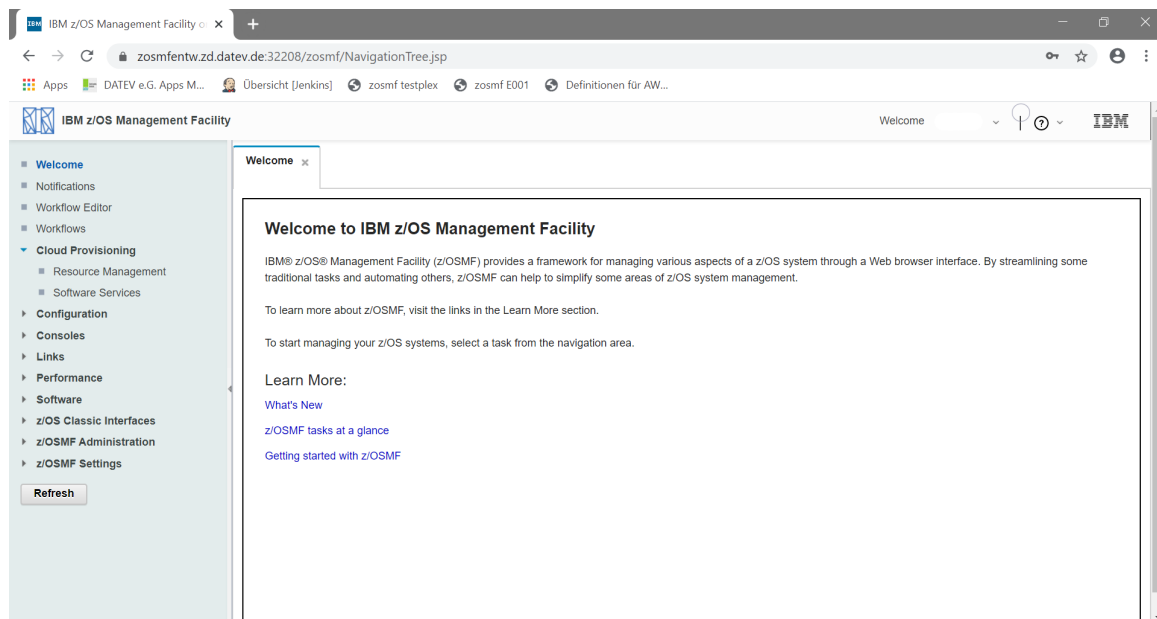 IBM z/OS Management Facility o
zosmfentw.zd.datev.de:32208/zosmf/NavigationTree.jsp
Apps DATEV e.G. Apps M... Übersicht [Jenkins] zosmf testplex zosmf E001 Definitionen für AW...
IBM z/OS Management Facility
Welcome
IBM
Welcome
Notifications
Workflow Editor
Workflows
Cloud Provisioning
Resource Management
Software Services
Configuration
Consoles
Links
Performance
Software
z/OS Classic Interfaces
z/OSMF Administration
z/OSMF Settings
Refresh
Welcome
Welcome to IBM z/OS Management Facility
IBM® z/OS® Management Facility (z/OSMF) provides a framework for managing various aspects of a z/OS system through a Web browser interface. By streamlining some
traditional tasks and automating others, z/OSMF can help to simplify some areas of z/OS system management.
To learn more about z/OSMF, visit the links in the Learn More section.
To start managing your z/OS systems, select a task from the navigation area.
Learn More:
What's New
z/OSMF tasks at a glance
Getting started with z/OSMF